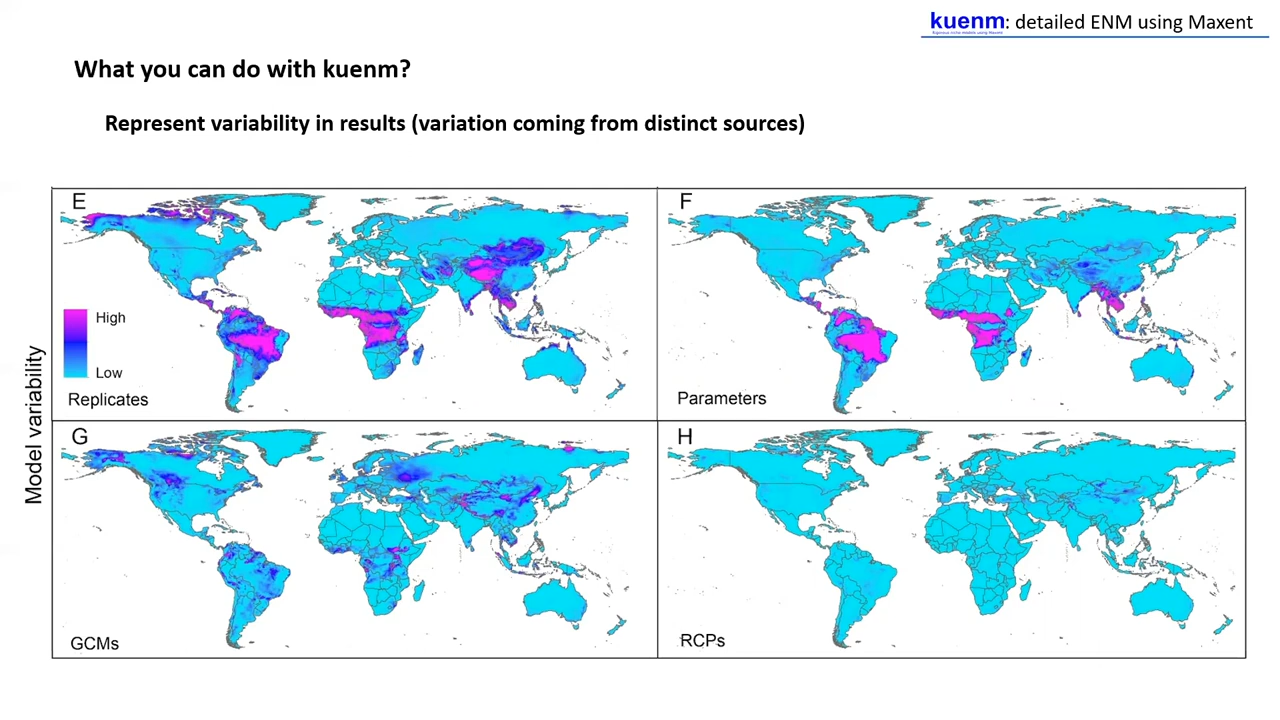 kuenm: detailed ENM using Maxent
What you can do with kuenm?
Represent variability in results (variation coming from distinct sources)
Model variability
E
High
Low
Replicates
F
Parameters
G
GCMs
H
RCPs